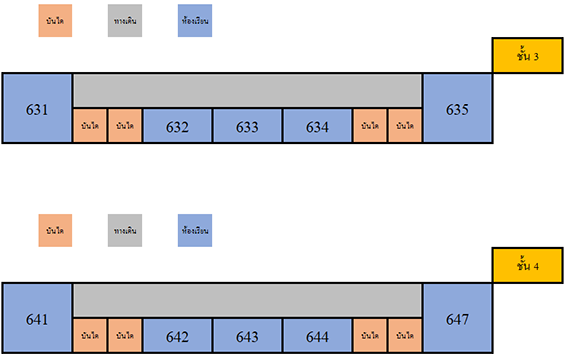 บันได ทางเดิน ห้องเรียน
ชั้น 3
631 635
บันได บันได 632 633 634 บันได บันได
บันได ทางเดิน ห้องเรียน
ชั้น 4
641 647
บันได บันได 642 643 644 บันได บันได